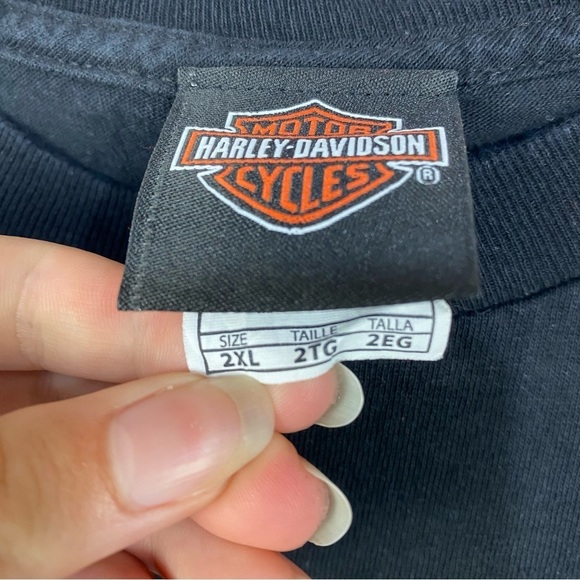 MOTOR
HARLEY-DAVIDSON
CYCLES
®
SIZE TAILLE TALLA
2XL 2TG 2EG